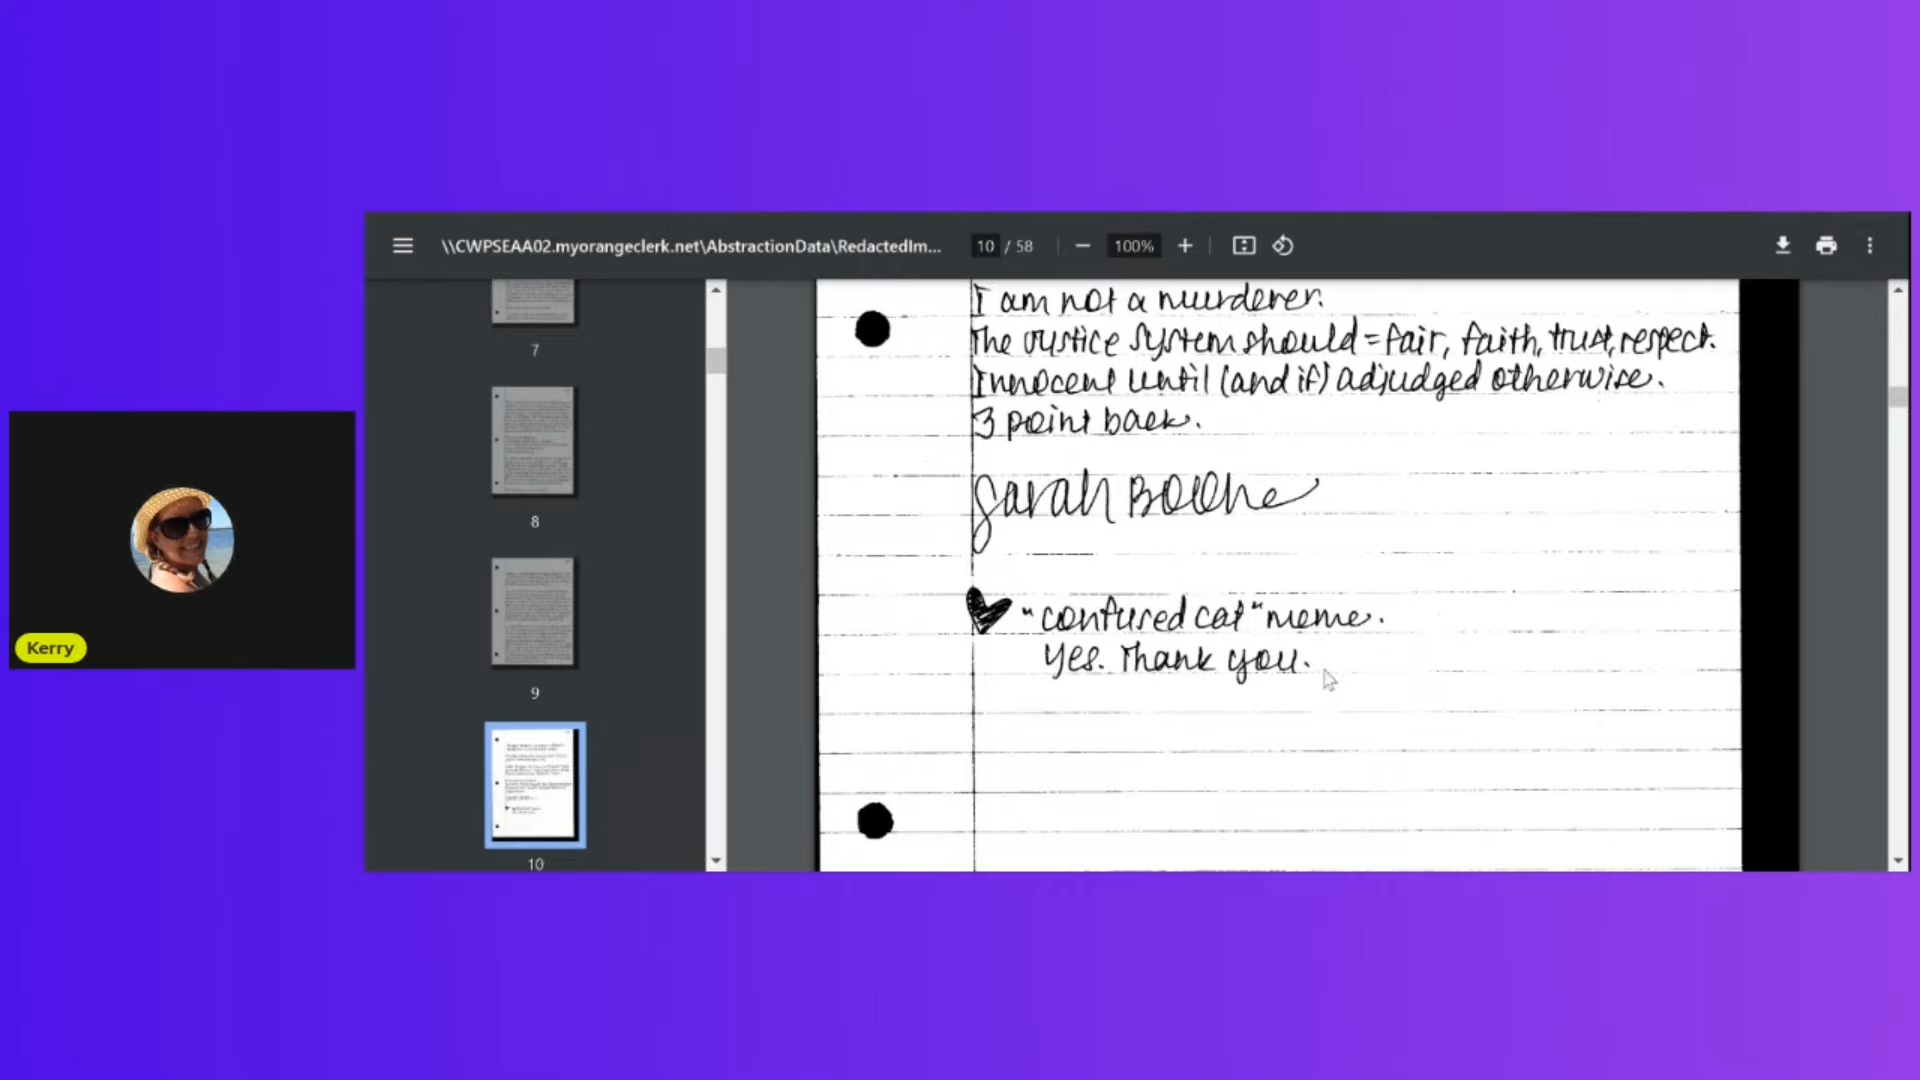 \\CWPSEAA02.myorangeclerk.net\AbstractionData\RedactedIm... 10 / 58 100%
7
8
9
10
I am not a murderer.
The Justice System should = fair, faith, trust, respect.
Innocent until (and if) adjudged otherwise.
3 point back.
Sarah Boone
"confused cat" meme.
Yes. Thank you.
Kerry